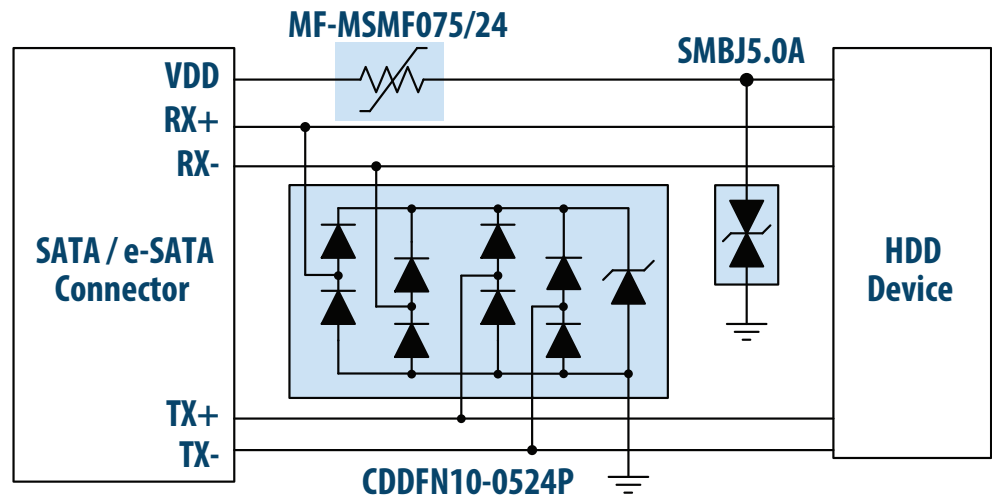 MF-MSMF075/24
SMBJ5.0A
VDD
RX+
RX-
SATA / e-SATA
Connector
HDD
Device
TX+
TX-
CDDFN10-0524P